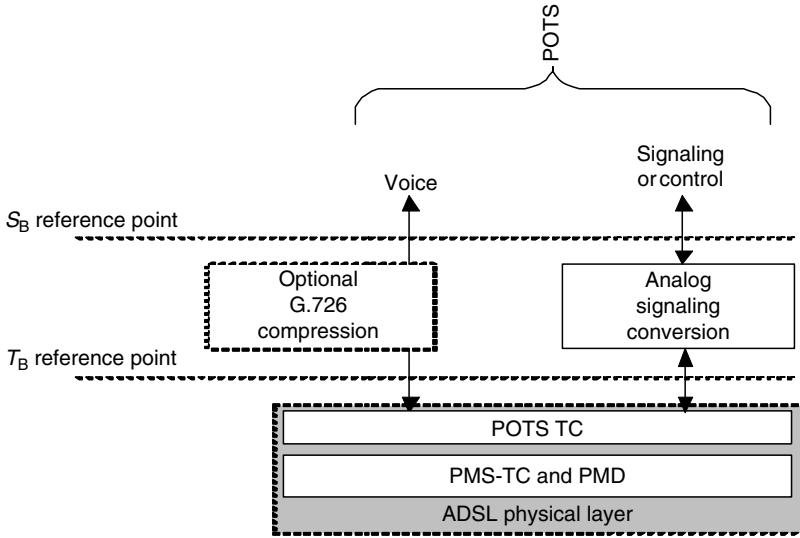 POTS
Voice
Signaling
or control
SB reference point
Optional
G.726
compression
Analog
signaling
conversion
TB reference point
POTS TC
PMS-TC and PMD
ADSL physical layer